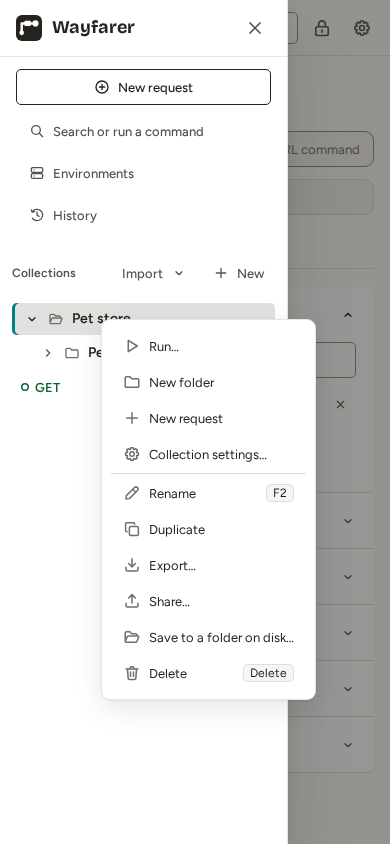 Wayfarer
New request
RL command
Search or run a command
Environments
History
Collections
Import
New
Pet store
Run...
New folder
GET
New request
Collection settings...
Rename
F2
Duplicate
Export...
Share...
Save to a folder on disk...
Delete
Delete